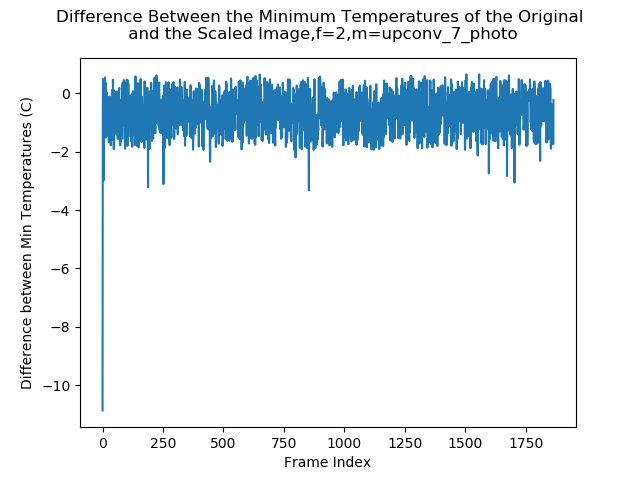 Difference Between the Minimum Temperatures of the Original
and the Scaled Image,f=2,m=upconv_7_photo
Difference between Min Temperatures (C)
0
−2
−4
−6
−8
−10
0 250 500 750 1000 1250 1500 1750
Frame Index